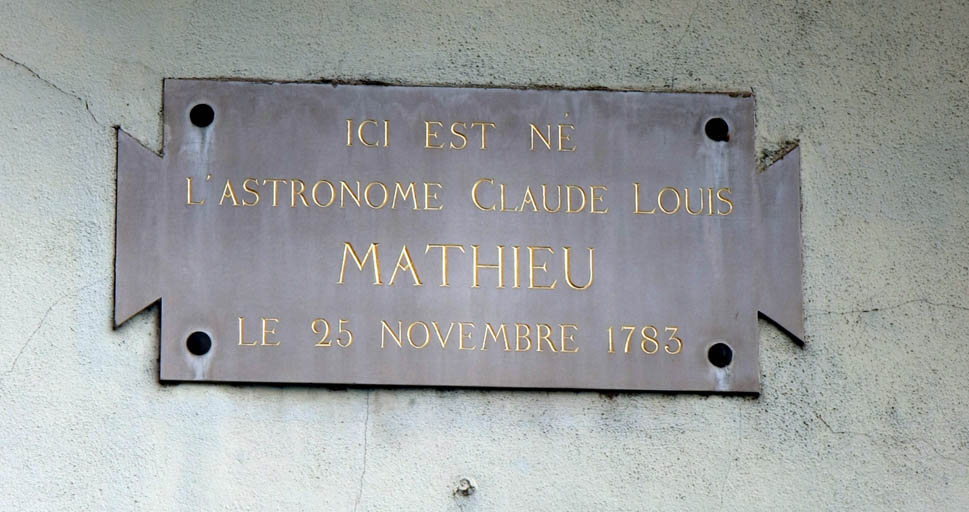 ICI EST NÉ
L'ASTRONOME CLAUDE LOUIS
MATHIEU
LE 25 NOVEMBRE 1783